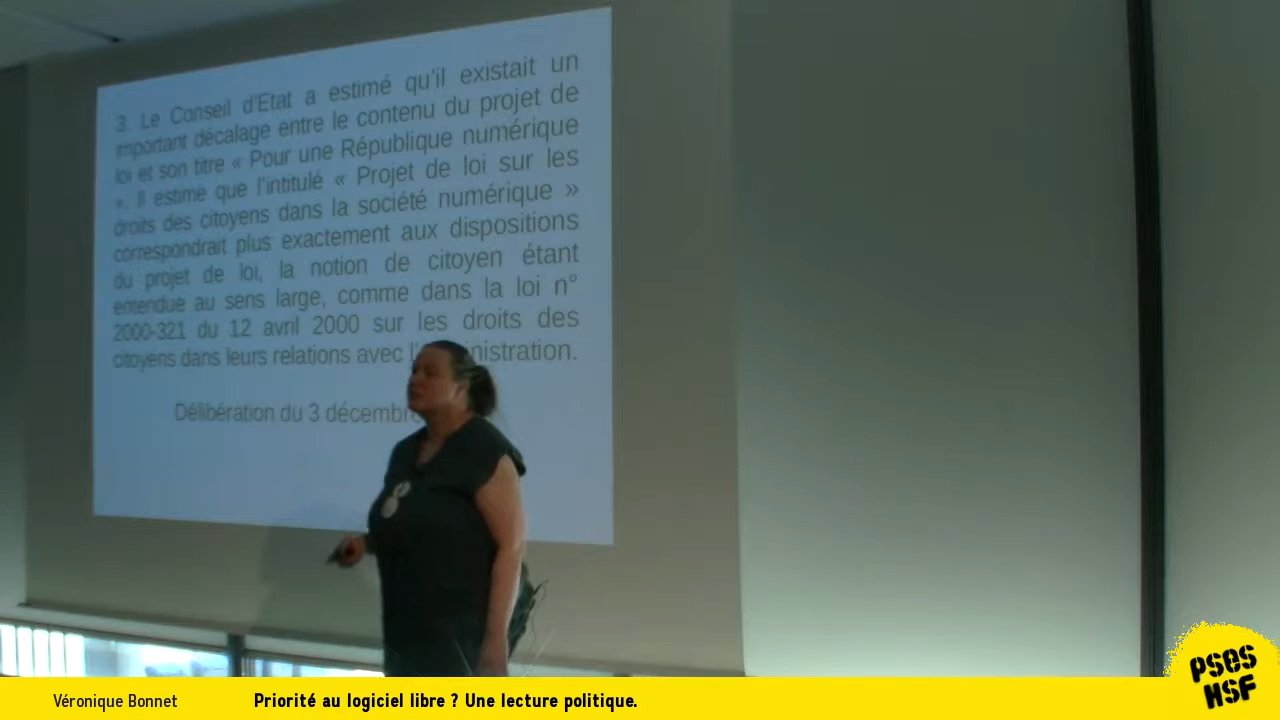 3. Le Conseil d'Etat a estimé qu'il existait un
important décalage entre le contenu du projet de
loi et son titre « Pour une République numérique
». Il estime que l'intitulé « Projet de loi sur les
droits des citoyens dans la société numérique »
correspondrait plus exactement aux dispositions
du projet de loi, la notion de citoyen étant
entendue au sens large, comme dans la loi n°
2000-321 du 12 avril 2000 sur les droits des
citoyens dans leurs relations avec
Délibération du 3
Véronique Bonnet
Priorité au logiciel libre ? Une lecture politique.
PSES
HSF